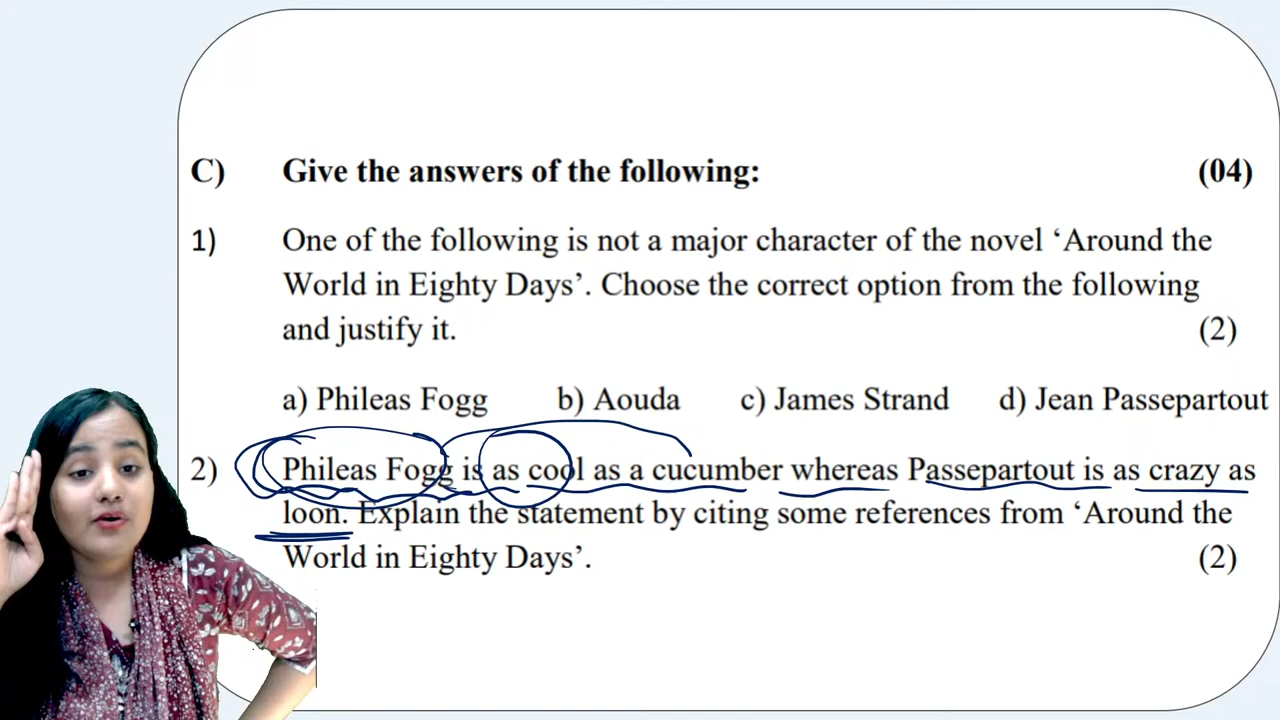 C) Give the answers of the following: (04)
1) One of the following is not a major character of the novel ‘Around the
World in Eighty Days’. Choose the correct option from the following
and justify it. (2)
a) Phileas Fogg b) Aouda c) James Strand d) Jean Passepartout
2) Phileas Fogg is as cool as a cucumber whereas Passepartout is as crazy as
loon. Explain the statement by citing some references from ‘Around the
World in Eighty Days’. (2)